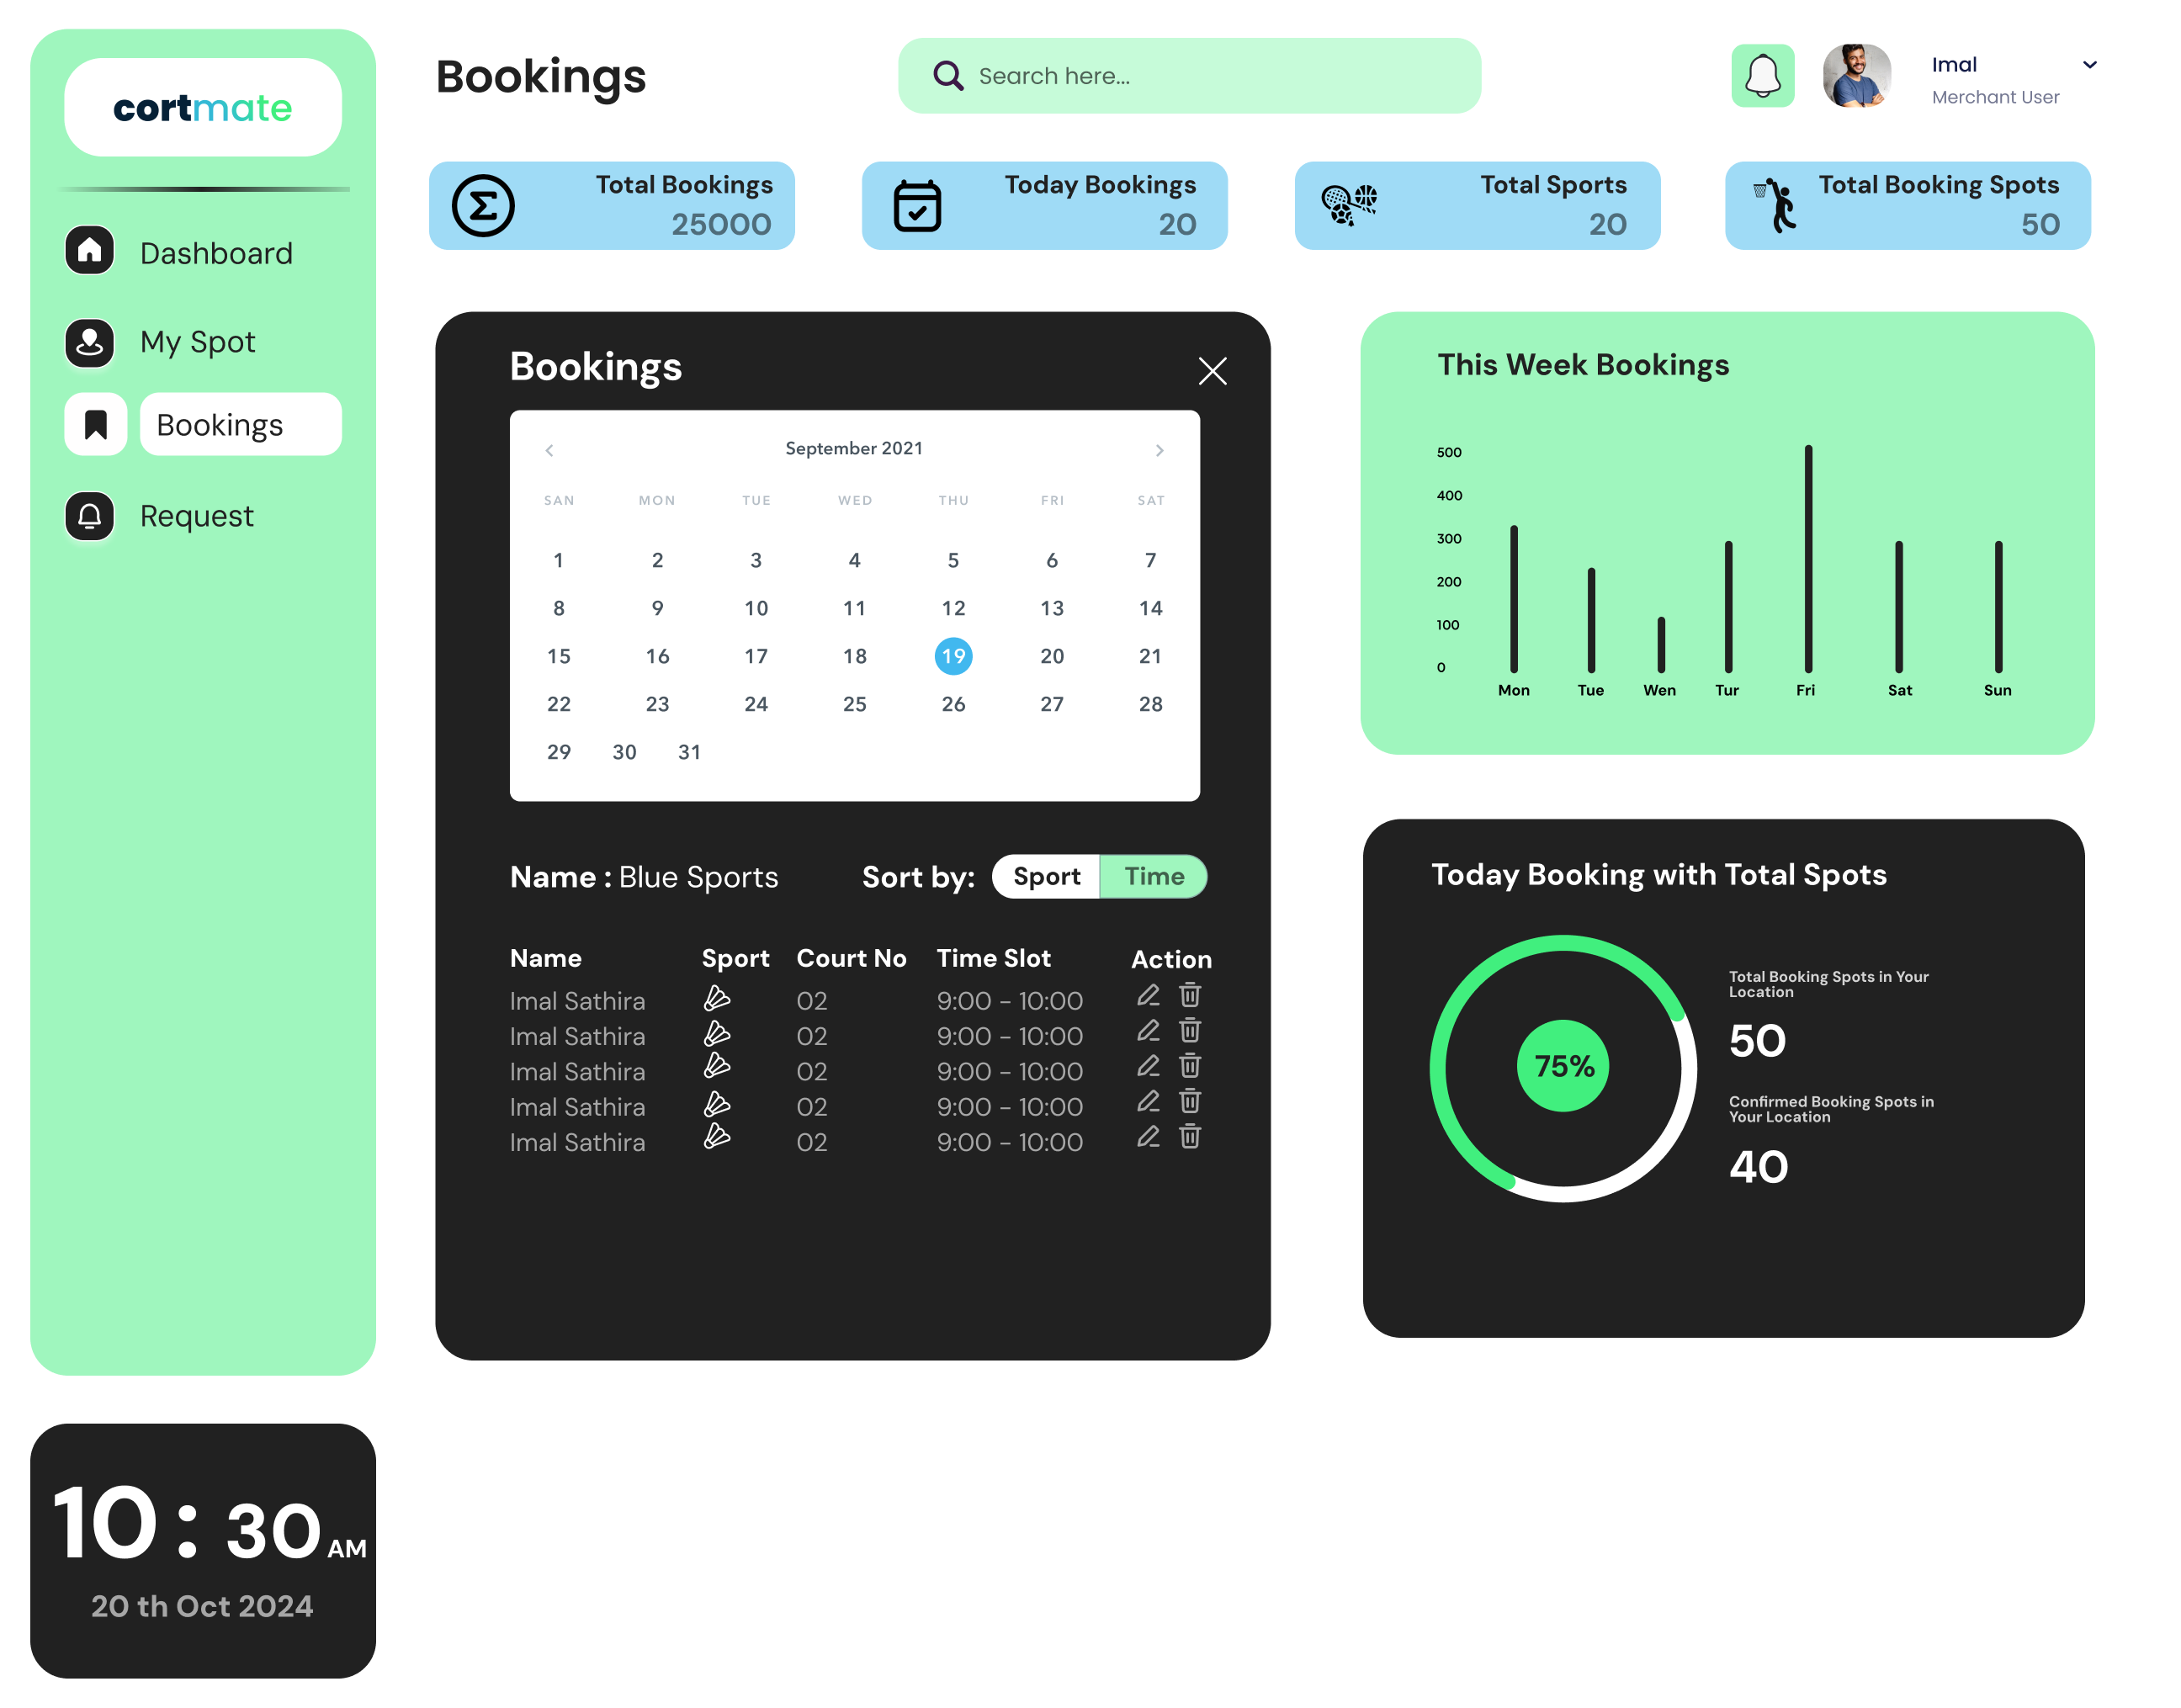 cortmate
Dashboard
My Spot
Bookings
Request
10 : 30 AM
20 th Oct 2024
Bookings
Search here...
Imal
Merchant User
Total Bookings
25000
Today Bookings
20
Total Sports
20
Total Booking Spots
50
Bookings
September 2021
SAN MON TUE WED THU FRI SAT
1 2 3 4 5 6 7
8 9 10 11 12 13 14
15 16 17 18 19 20 21
22 23 24 25 26 27 28
29 30 31
Name : Blue Sports
Sort by: Sport Time
Name Sport Court No Time Slot Action
Imal Sathira 02 9:00 - 10:00
Imal Sathira 02 9:00 - 10:00
Imal Sathira 02 9:00 - 10:00
Imal Sathira 02 9:00 - 10:00
Imal Sathira 02 9:00 - 10:00
This Week Bookings
500
400
300
200
100
0
Mon Tue Wen Tur Fri Sat Sun
Today Booking with Total Spots
75%
Total Booking Spots in Your
Location
50
Confirmed Booking Spots in
Your Location
40